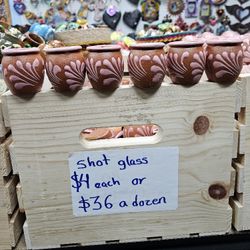 shot glass
$4 each or
$36 a dozen